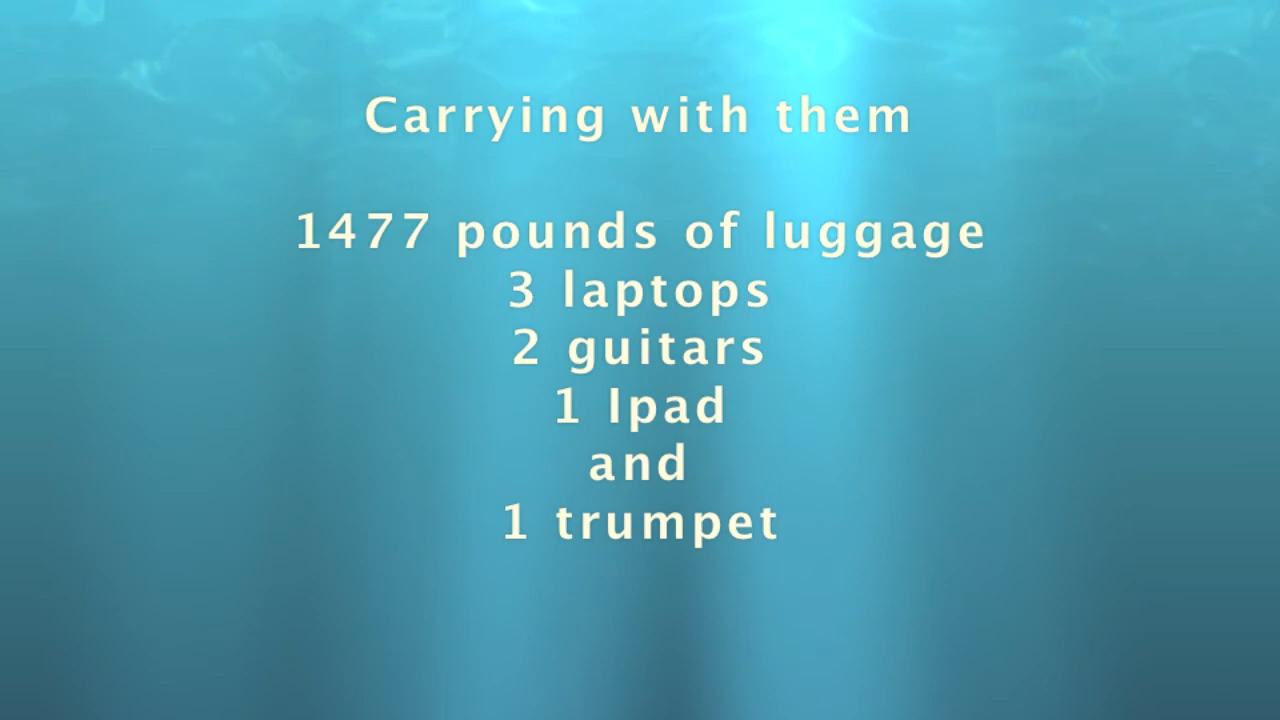 Carrying with them
1477 pounds of luggage
3 laptops
2 guitars
1 Ipad
and
1 trumpet